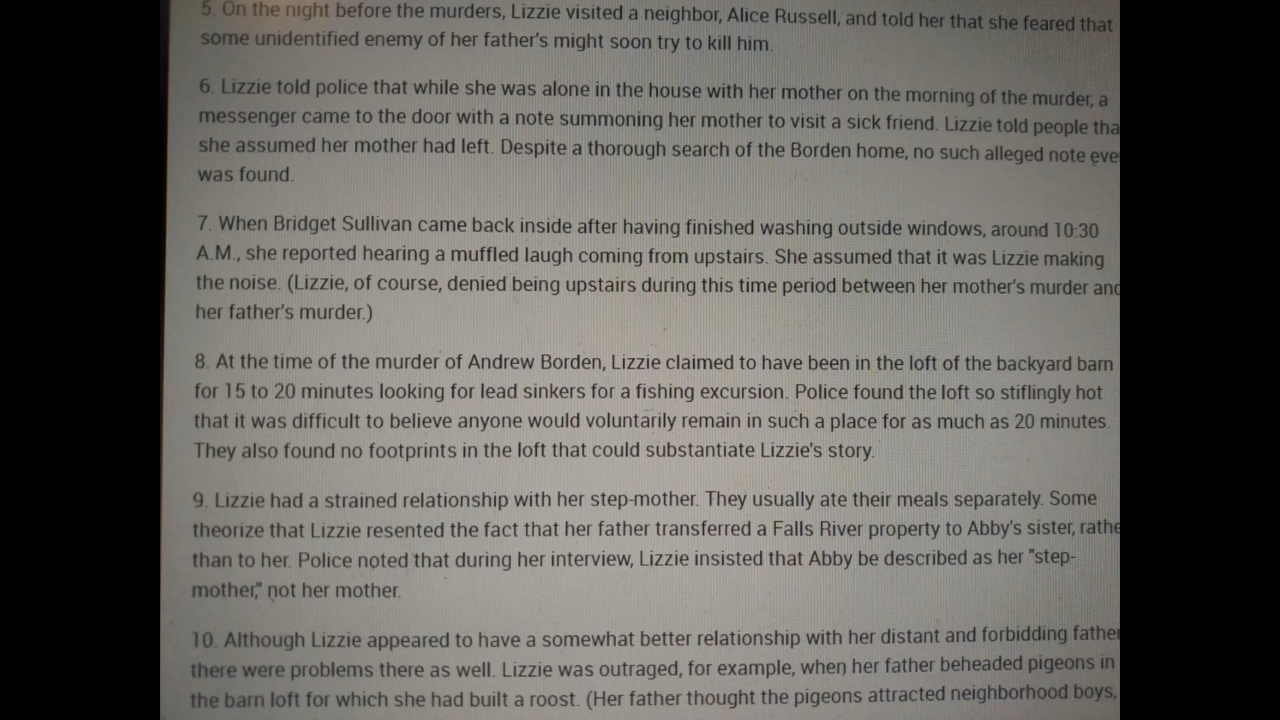 5. On the night before the murders, Lizzie visited a neighbor, Alice Russell, and told her that she feared that
some unidentified enemy of her father's might soon try to kill him.
6. Lizzie told police that while she was alone in the house with her mother on the morning of the murder, a
messenger came to the door with a note summoning her mother to visit a sick friend. Lizzie told people tha
she assumed her mother had left. Despite a thorough search of the Borden home, no such alleged note eve
was found.
7. When Bridget Sullivan came back inside after having finished washing outside windows, around 10:30
A.M., she reported hearing a muffled laugh coming from upstairs. She assumed that it was Lizzie making
the noise. (Lizzie, of course, denied being upstairs during this time period between her mother's murder and
her father's murder.)
8. At the time of the murder of Andrew Borden, Lizzie claimed to have been in the loft of the backyard barn
for 15 to 20 minutes looking for lead sinkers for a fishing excursion. Police found the loft so stiflingly hot
that it was difficult to believe anyone would voluntarily remain in such a place for as much as 20 minutes.
They also found no footprints in the loft that could substantiate Lizzie's story.
9. Lizzie had a strained relationship with her step-mother. They usually ate their meals separately. Some
theorize that Lizzie resented the fact that her father transferred a Falls River property to Abby's sister, rathe
than to her. Police noted that during her interview, Lizzie insisted that Abby be described as her "step-
mother," not her mother.
10. Although Lizzie appeared to have a somewhat better relationship with her distant and forbidding father
there were problems there as well. Lizzie was outraged, for example, when her father beheaded pigeons in
the barn loft for which she had built a roost. (Her father thought the pigeons attracted neighborhood boys,